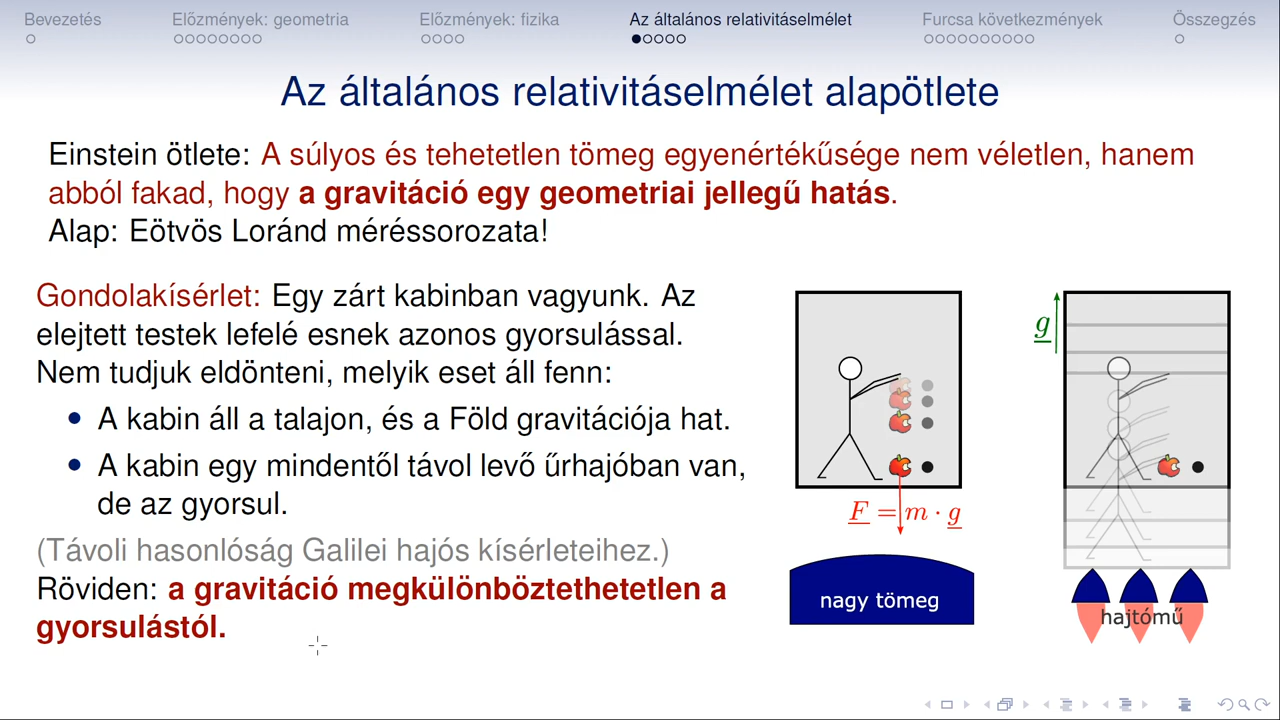 Bevezetés
Előzmények: geometria
Előzmények: fizika
Az általános relativitáselmélet
Furcsa következmények
Összegzés
Az általános relativitáselmélet alapötlete
Einstein ötlete: A súlyos és tehetetlen tömeg egyenértékűsége nem véletlen, hanem
abból fakad, hogy a gravitáció egy geometriai jellegű hatás.
Alap: Eötvös Loránd méréssorozata!
Gondolakísérlet: Egy zárt kabinban vagyunk. Az
elejtett testek lefelé esnek azonos gyorsulással.
Nem tudjuk eldönteni, melyik eset áll fenn:
• A kabin áll a talajon, és a Föld gravitációja hat.
• A kabin egy mindentől távol levő űrhajóban van,
de az gyorsul.
(Távoli hasonlóság Galilei hajós kísérleteihez.)
Röviden: a gravitáció megkülönböztethetetlen a
gyorsulástól.
F = m · g
nagy tömeg
g
hajtómű